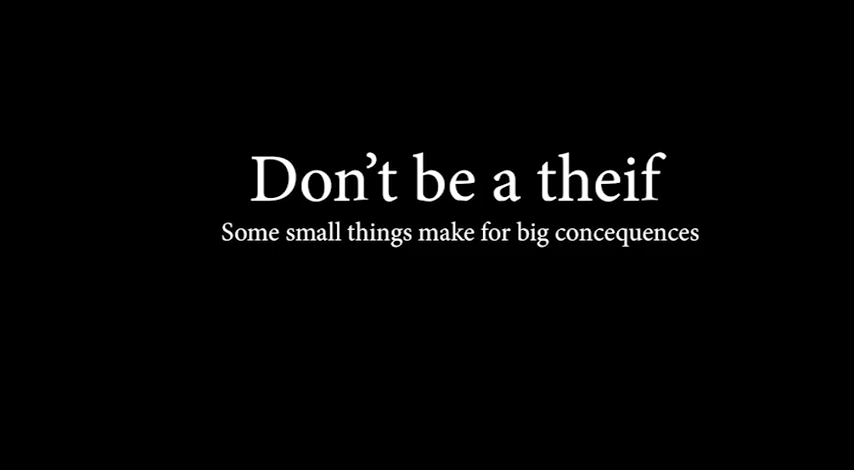 Don’t be a theif
Some small things make for big concequences